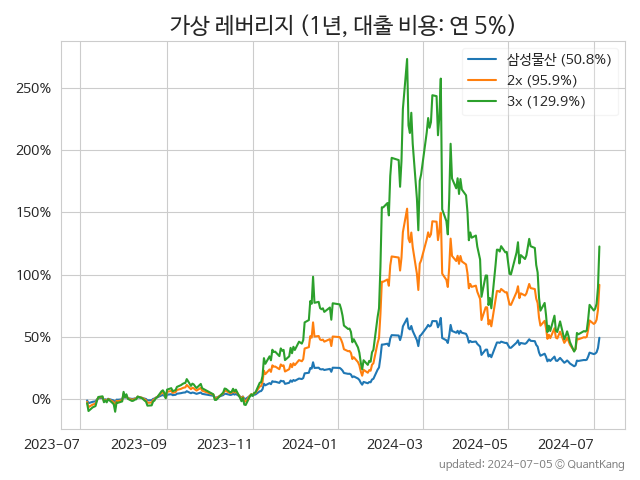 가상 레버리지 (1년, 대출 비용: 연 5%)
삼성물산 (50.8%)
2x (95.9%)
3x (129.9%)
250%
200%
150%
100%
50%
0%
2023-07 2023-09 2023-11 2024-01 2024-03 2024-05 2024-07
updated: 2024-07-05 © QuantKang